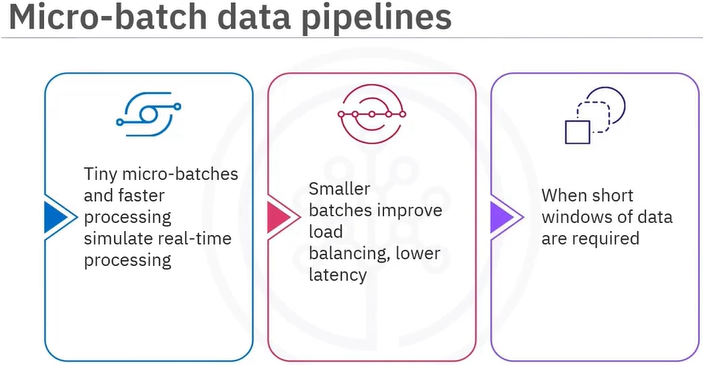 Micro-batch data pipelines
Tiny micro-batches
and faster
processing
simulate real-time
processing
Smaller
batches improve
load
balancing, lower
latency
When short
windows of data
are required